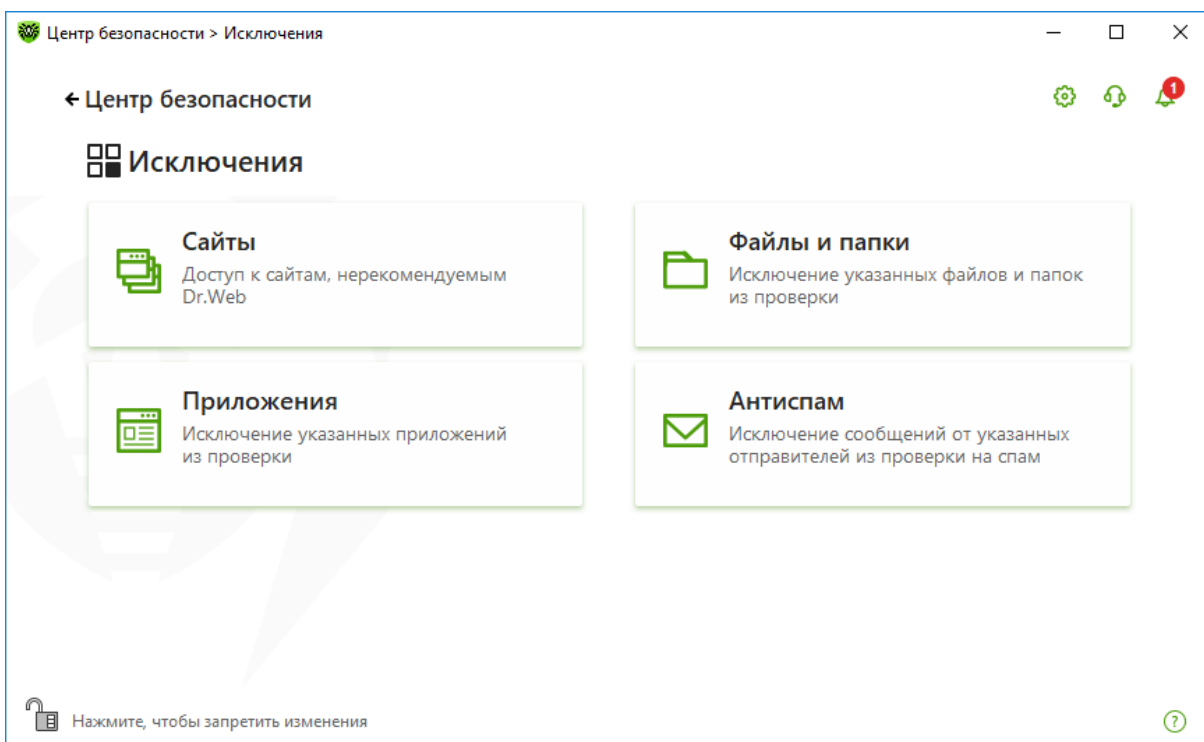 Центр безопасности > Исключения
Центр безопасности
1
Исключения
Сайты
Доступ к сайтам, нерекомендуемым
Dr.Web
Файлы и папки
Исключение указанных файлов и папок
из проверки
Приложения
Исключение указанных приложений
из проверки
Антиспам
Исключение сообщений от указанных
отправителей из проверки на спам
Нажмите, чтобы запретить изменения
?